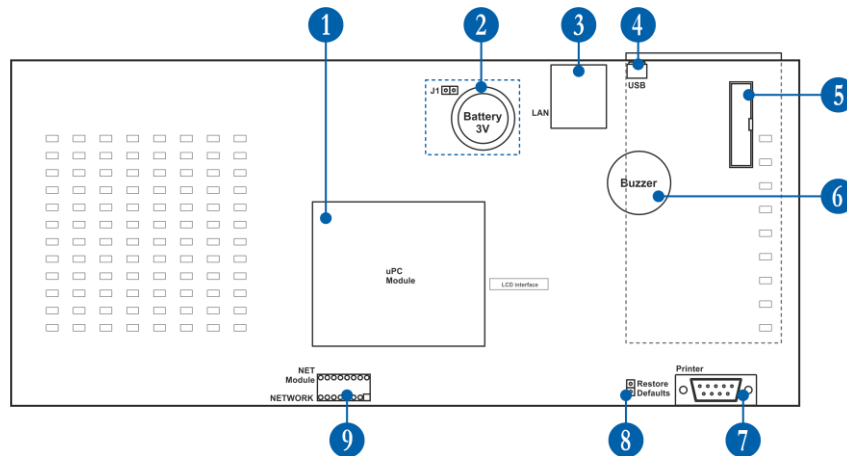 1
2
3
4
5
6
7
8
9
J1
Battery
3V
LAN
USB
Buzzer
uPC
Module
LCD interface
NET
Module
NETWORK
Restore
Defaults
Printer